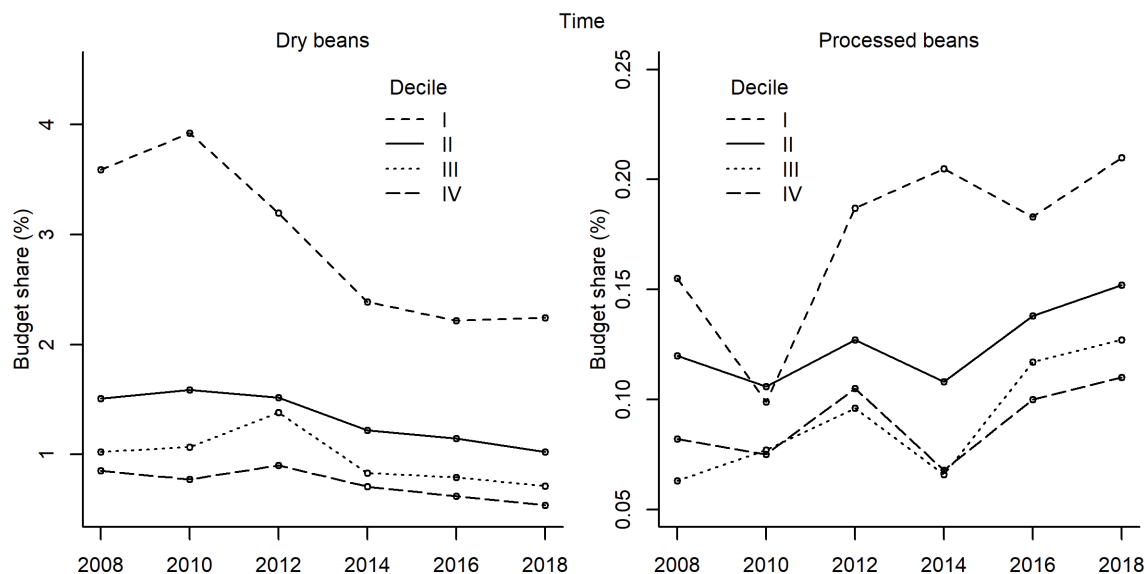 Time
Dry beans
Budget share (%)
4
3
2
1
Decile
I
II
III
IV
2008 2010 2012 2014 2016 2018
Processed beans
Budget share (%)
0.25
0.20
0.15
0.10
0.05
Decile
I
II
III
IV
2008 2010 2012 2014 2016 2018